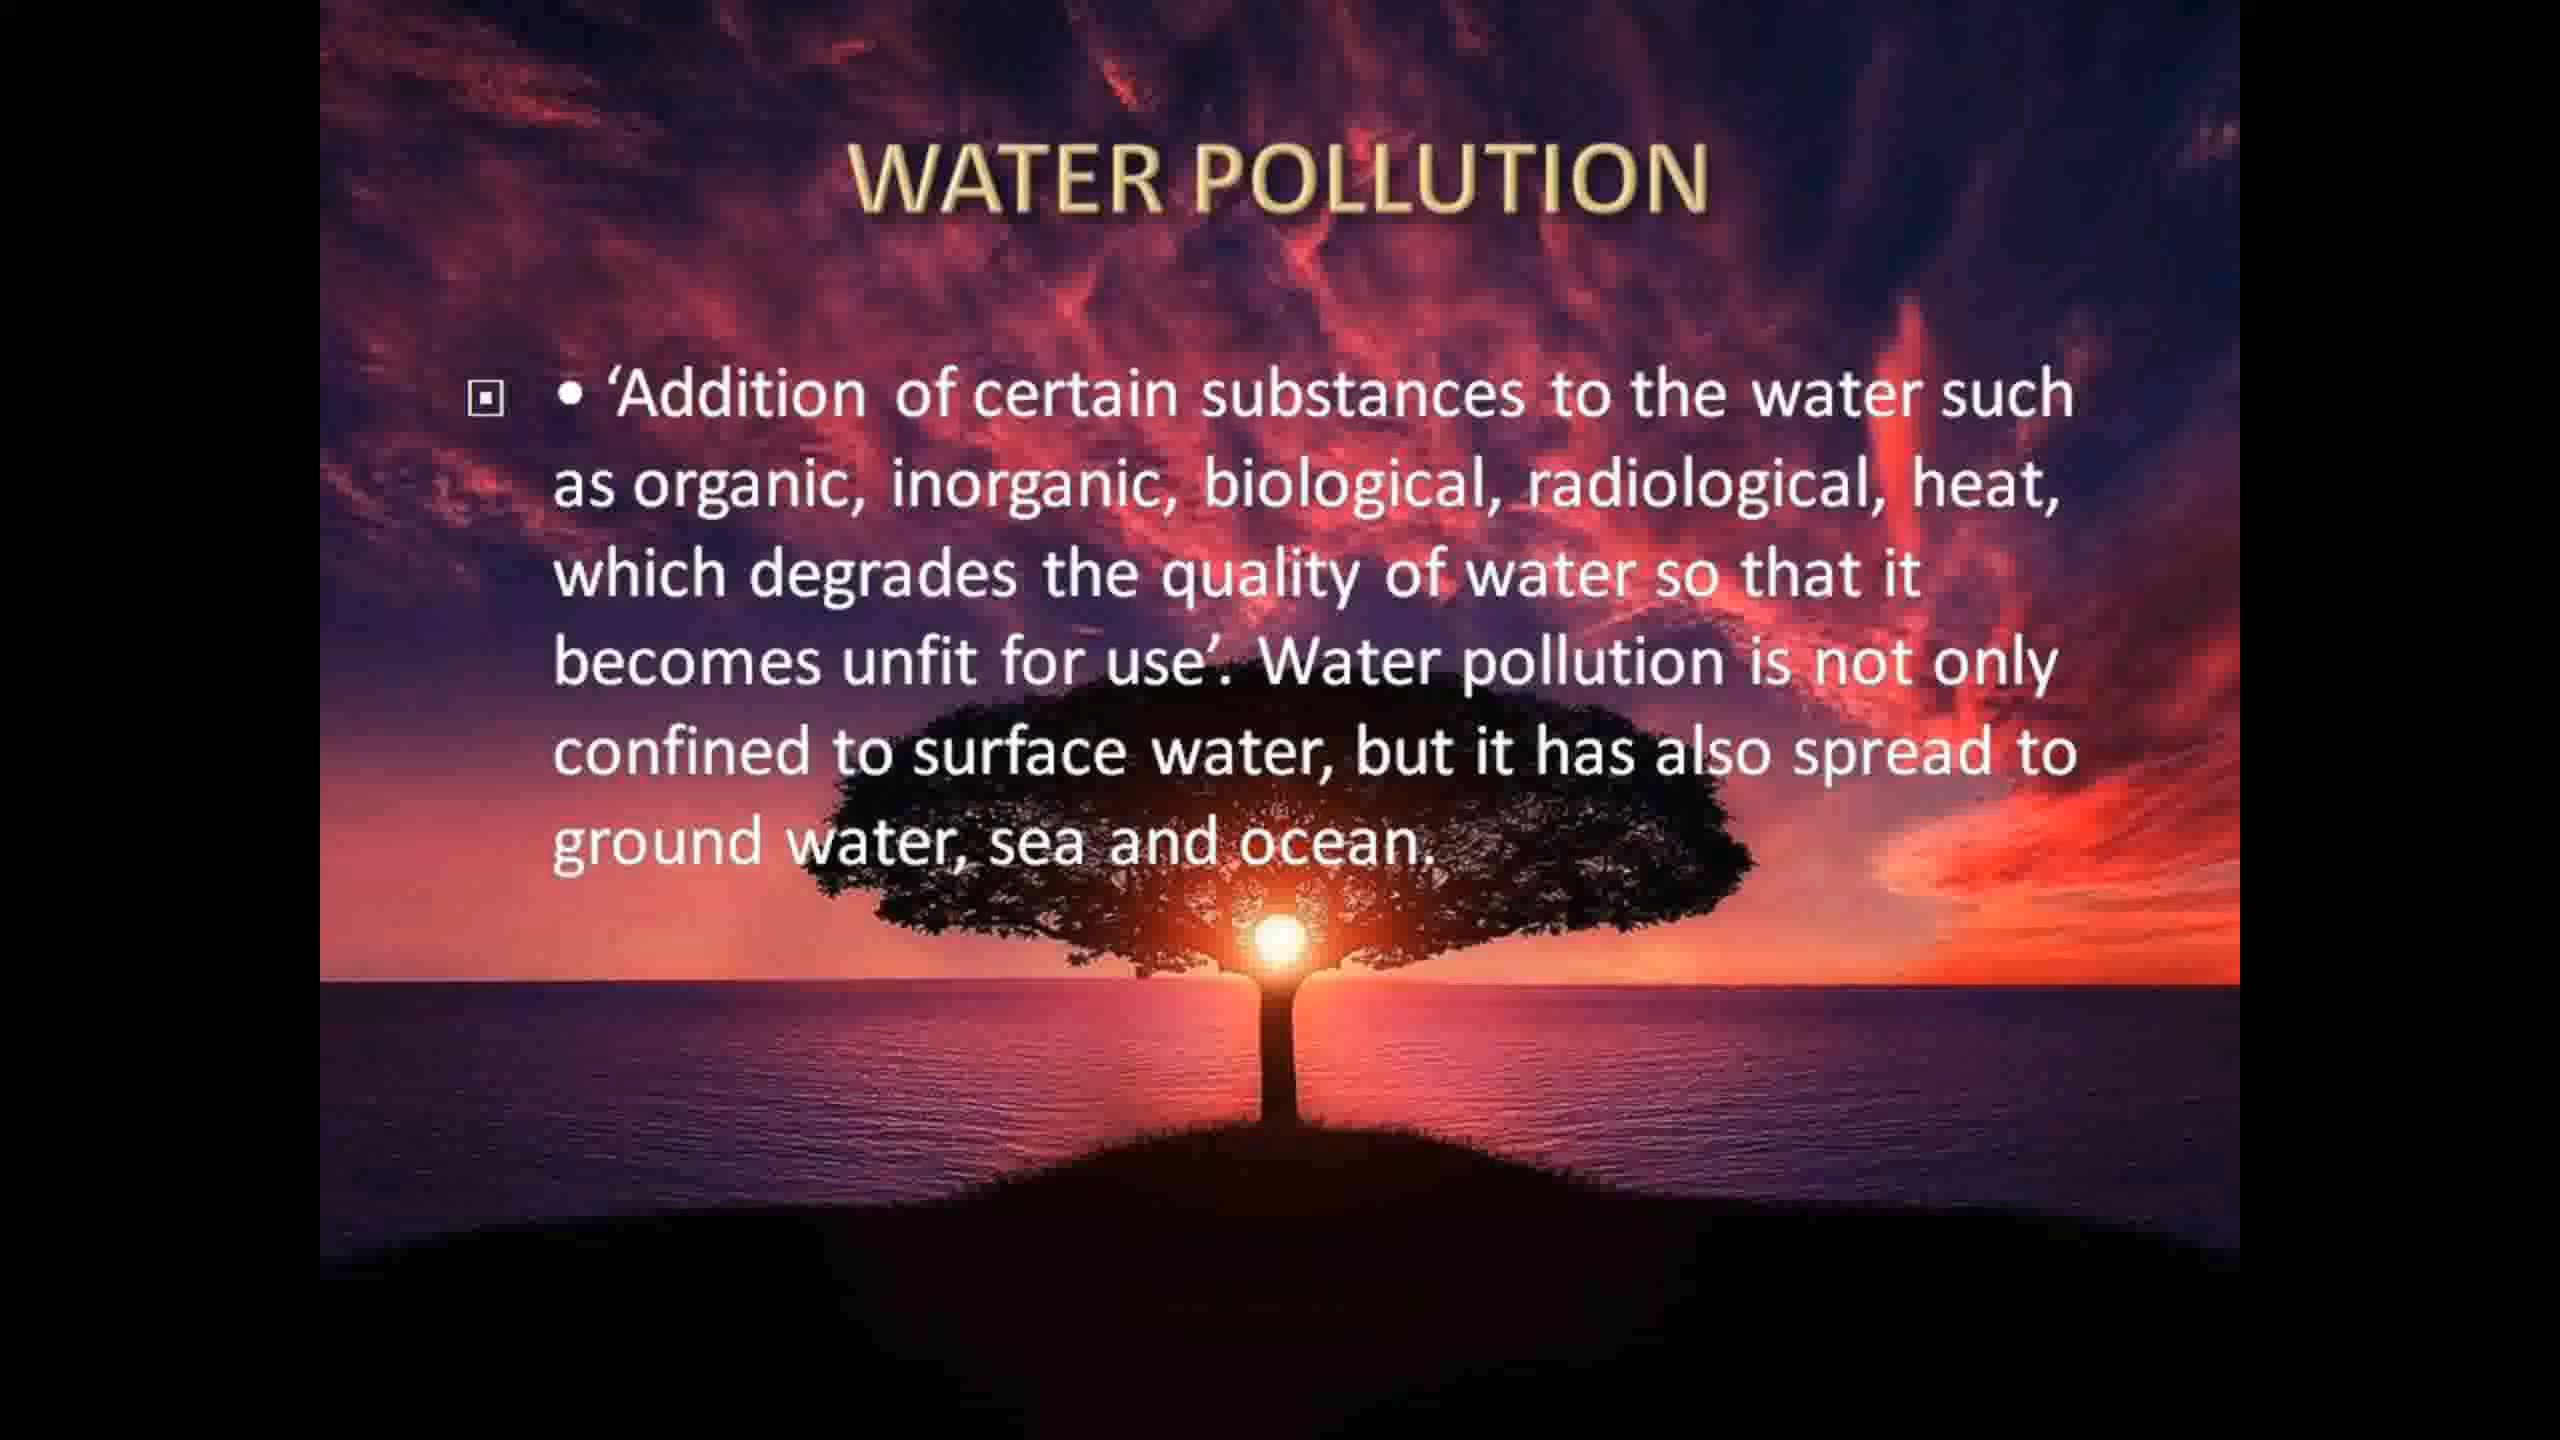 WATER POLLUTION
• ‘Addition of certain substances to the water such
as organic, inorganic, biological, radiological, heat,
which degrades the quality of water so that it
becomes unfit for use’. Water pollution is not only
confined to surface water, but it has also spread to
ground water, sea and ocean.